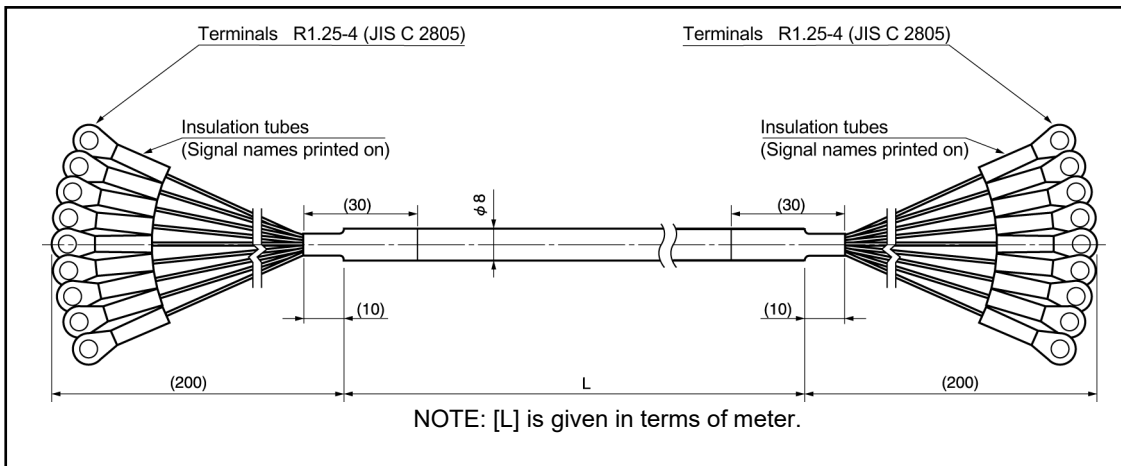 Terminals R1.25-4 (JIS C 2805)
Terminals R1.25-4 (JIS C 2805)
Insulation tubes
(Signal names printed on)
Insulation tubes
(Signal names printed on)
(30)
φ8
(30)
(10)
(10)
(200)
L
(200)
NOTE: [L] is given in terms of meter.